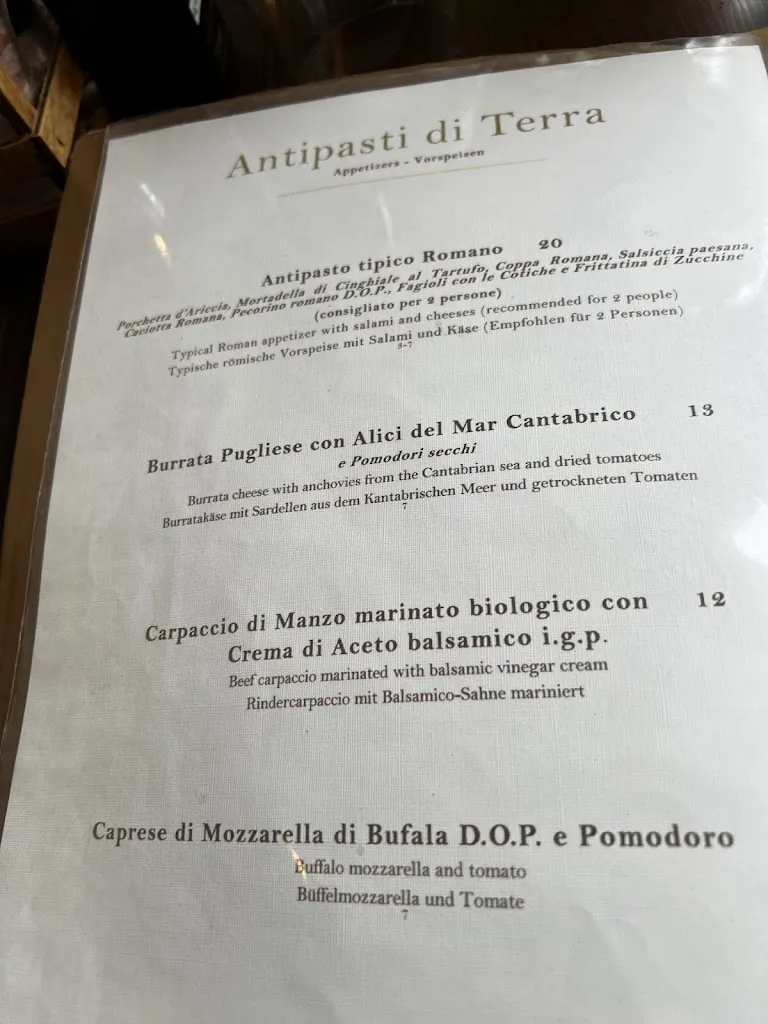 Antipasti di Terra
Appetizers - Vorspeisen
Antipasto tipico Romano 20
Porchetta d'Ariccia, Mortadella di Cinghiale al Tartufo, Coppa Romana, Salsiccia paesana,
Caciotta Romana, Pecorino romano D.O.P., Fagioli con le Cotiche e Frittatina di Zucchine
(consigliato per 2 persone)
Typical Roman appetizer with salami and cheeses (recommended for 2 people)
Typische römische Vorspeise mit Salami und Käse (Empfohlen für 2 Personen)
3-7
Burrata Pugliese con Alici del Mar Cantabrico 13
e Pomodori secchi
Burrata cheese with anchovies from the Cantabrian sea and dried tomatoes
Burratakäse mit Sardellen aus dem Kantabrischen Meer und getrockneten Tomaten
7
Carpaccio di Manzo marinato biologico con 12
Crema di Aceto balsamico i.g.p.
Beef carpaccio marinated with balsamic vinegar cream
Rindercarpaccio mit Balsamico-Sahne mariniert
Caprese di Mozzarella di Bufala D.O.P. e Pomodoro
Buffalo mozzarella and tomato
Büffelmozzarella und Tomate
7